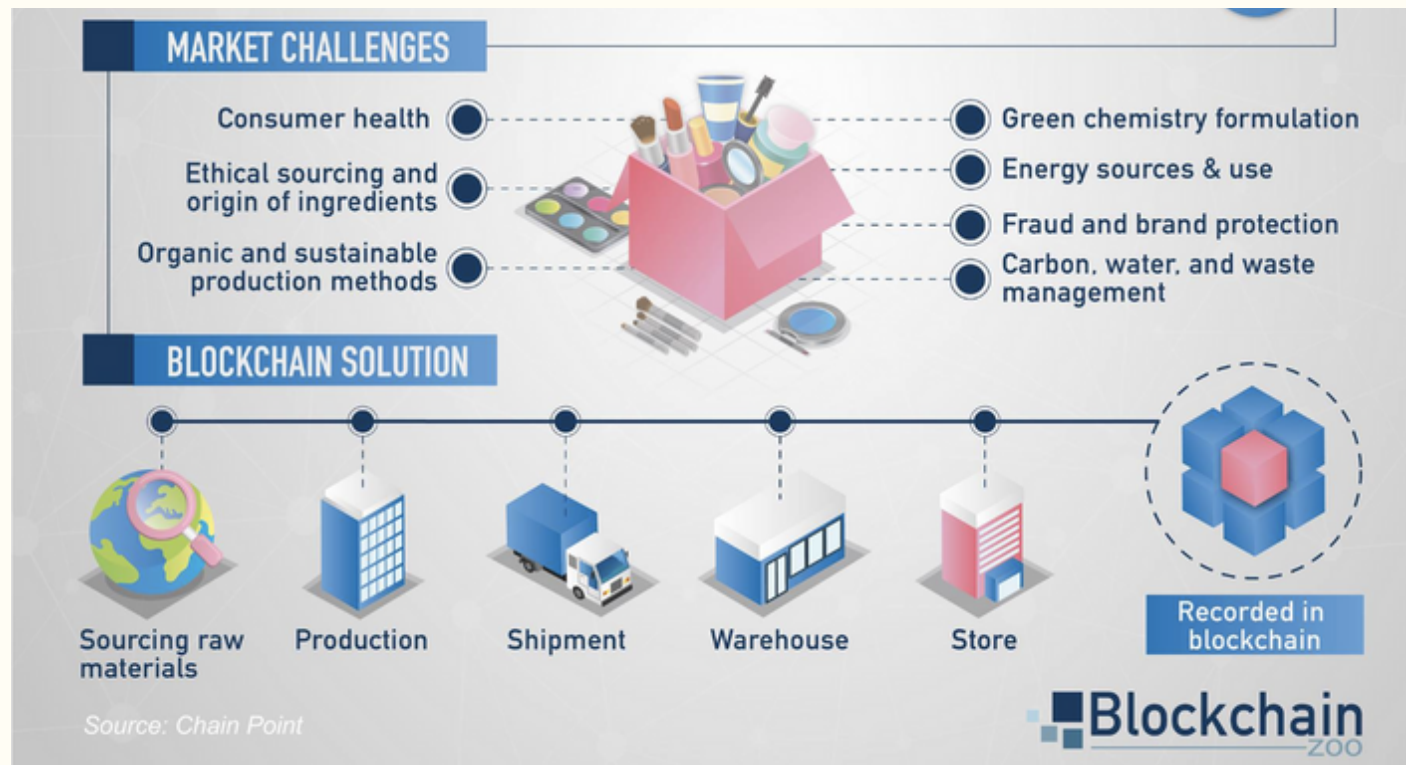 MARKET CHALLENGES
Consumer health
Ethical sourcing and
origin of ingredients
Organic and sustainable
production methods
Green chemistry formulation
Energy sources & use
Fraud and brand protection
Carbon, water, and waste
management
BLOCKCHAIN SOLUTION
Sourcing raw
materials
Production
Shipment
Warehouse
Store
Recorded in
blockchain
Source: Chain Point
Blockchain
ZOO